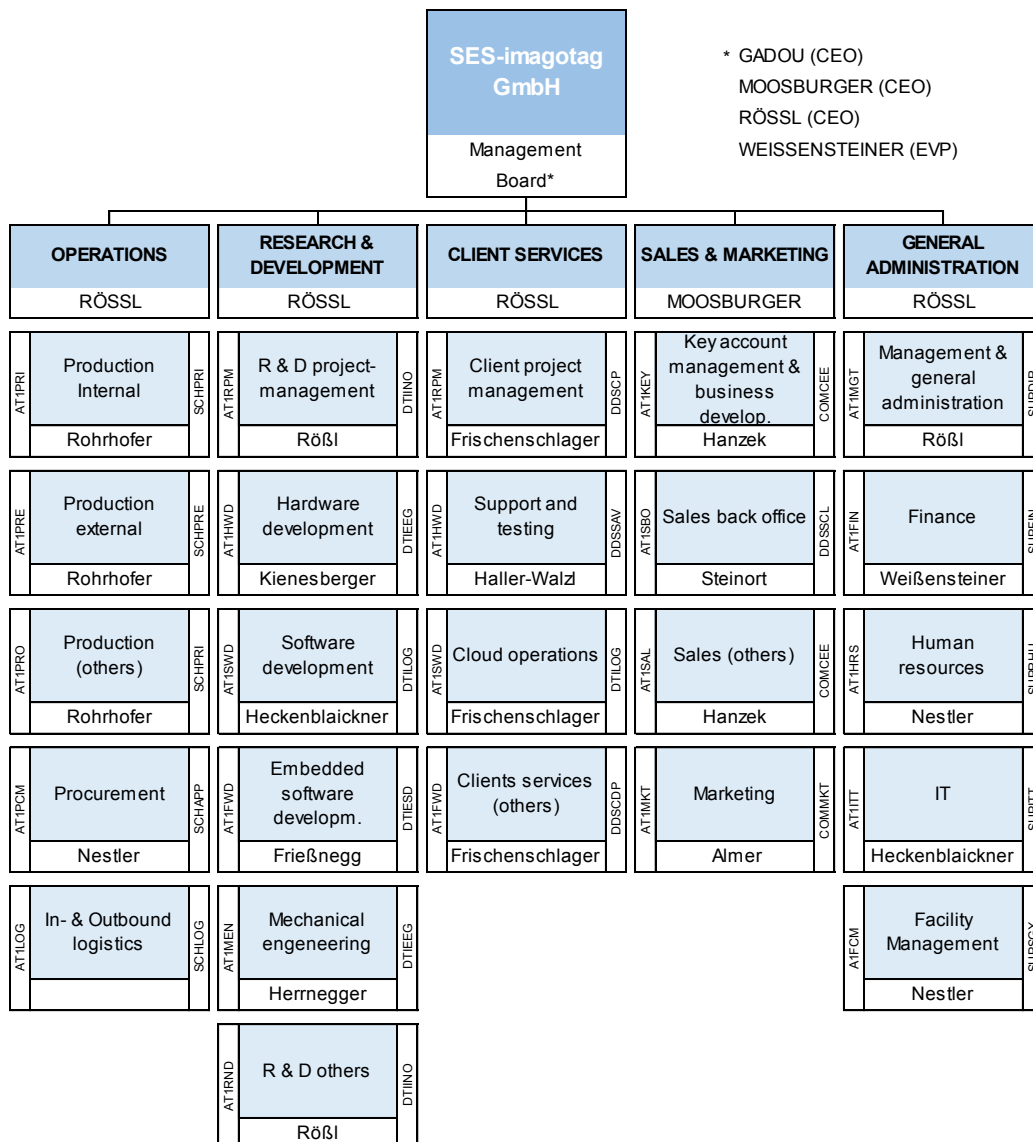 SES-imagotag
GmbH
Management
Board*
* GADOU (CEO)
MOOSBURGER (CEO)
RÖSSL (CEO)
WEISSENSTEINER (EVP)
OPERATIONS
RÖSSL
RESEARCH &
DEVELOPMENT
RÖSSL
CLIENT SERVICES
RÖSSL
SALES & MARKETING
MOOSBURGER
GENERAL
ADMINISTRATION
RÖSSL
AT1PRI
Production
Internal
SCHPRI
Rohrhofer
AT1RPM
R & D project-
management
DTIINO
Rößl
AT1RPM
Client project
management
DDSCP
Frischenschlager
AT1KEY
Key account
management &
business
develop.
COMCEE
Hanzek
AT1MGT
Management &
general
administration
SUPDIR
Rößl
AT1PRE
Production
external
SCHPRE
Rohrhofer
AT1HWD
Hardware
development
DTIEEG
Kienesberger
AT1HWD
Support and
testing
DDSSAV
Haller-Walzl
AT1SBO
Sales back office
DDSSCL
Steinort
AT1FIN
Finance
SUPFIN
Weißensteiner
AT1PRO
Production
(others)
SCHPRI
Rohrhofer
AT1SWD
Software
development
DTILOG
Heckenblaickner
AT1SWD
Cloud operations
DTILOG
Frischenschlager
AT1SAL
Sales (others)
COMCEE
Hanzek
AT1HRS
Human
resources
SUPRHU
Nestler
AT1PCM
Procurement
SCHAPP
Nestler
AT1FWD
Embedded
software
developm.
DTIESD
Frießnegg
AT1FWD
Clients services
(others)
DDSCDP
Frischenschlager
AT1MKT
Marketing
COMMKT
Almer
AT1ITT
IT
SUPITT
Heckenblaickner
AT1LOG
In- & Outbound
logistics
SCHLOG
AT1MEN
Mechanical
engeneering
DTIEEG
Herrnegger
A1FCM
Facility
Management
SUPSGX
Nestler
AT1RND
R & D others
DTIINO
Rößl